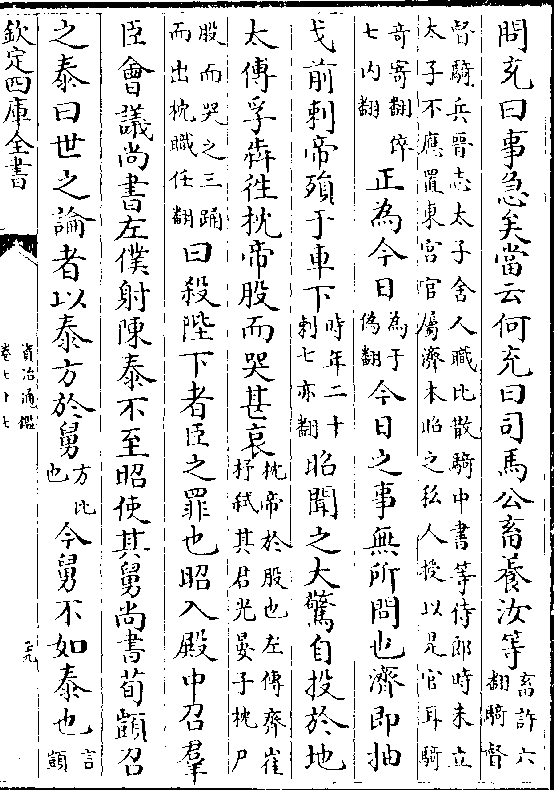 問充曰事急矣當云何充曰司馬公畜養汝等畜許六翻騎督
督騎兵晉志太子舍人職比散騎中書等侍郎時未立
太子不應置東宫官屬濟本昭之私人授以是官耳騎
奇寄翻倅七内翻正為今日為于偽翻今日之事無所問也濟即抽
戈前刺帝殞于車下時年二十刺七亦翻昭聞之大驚自投於地
太傅孚犇往枕帝股而哭甚哀枕帝於股也左傳齊崔杼弑其君光晏子枕尸
股而哭之三踊而出枕職任翻曰殺陛下者臣之罪也昭入殿中召羣
臣會議尚書左僕射陳泰不至昭使其舅尚書荀顗召
之泰曰世之論者以泰方於舅方比也今舅不如泰也言顗
欽定四庫全書
資治通鑑
卷七十七